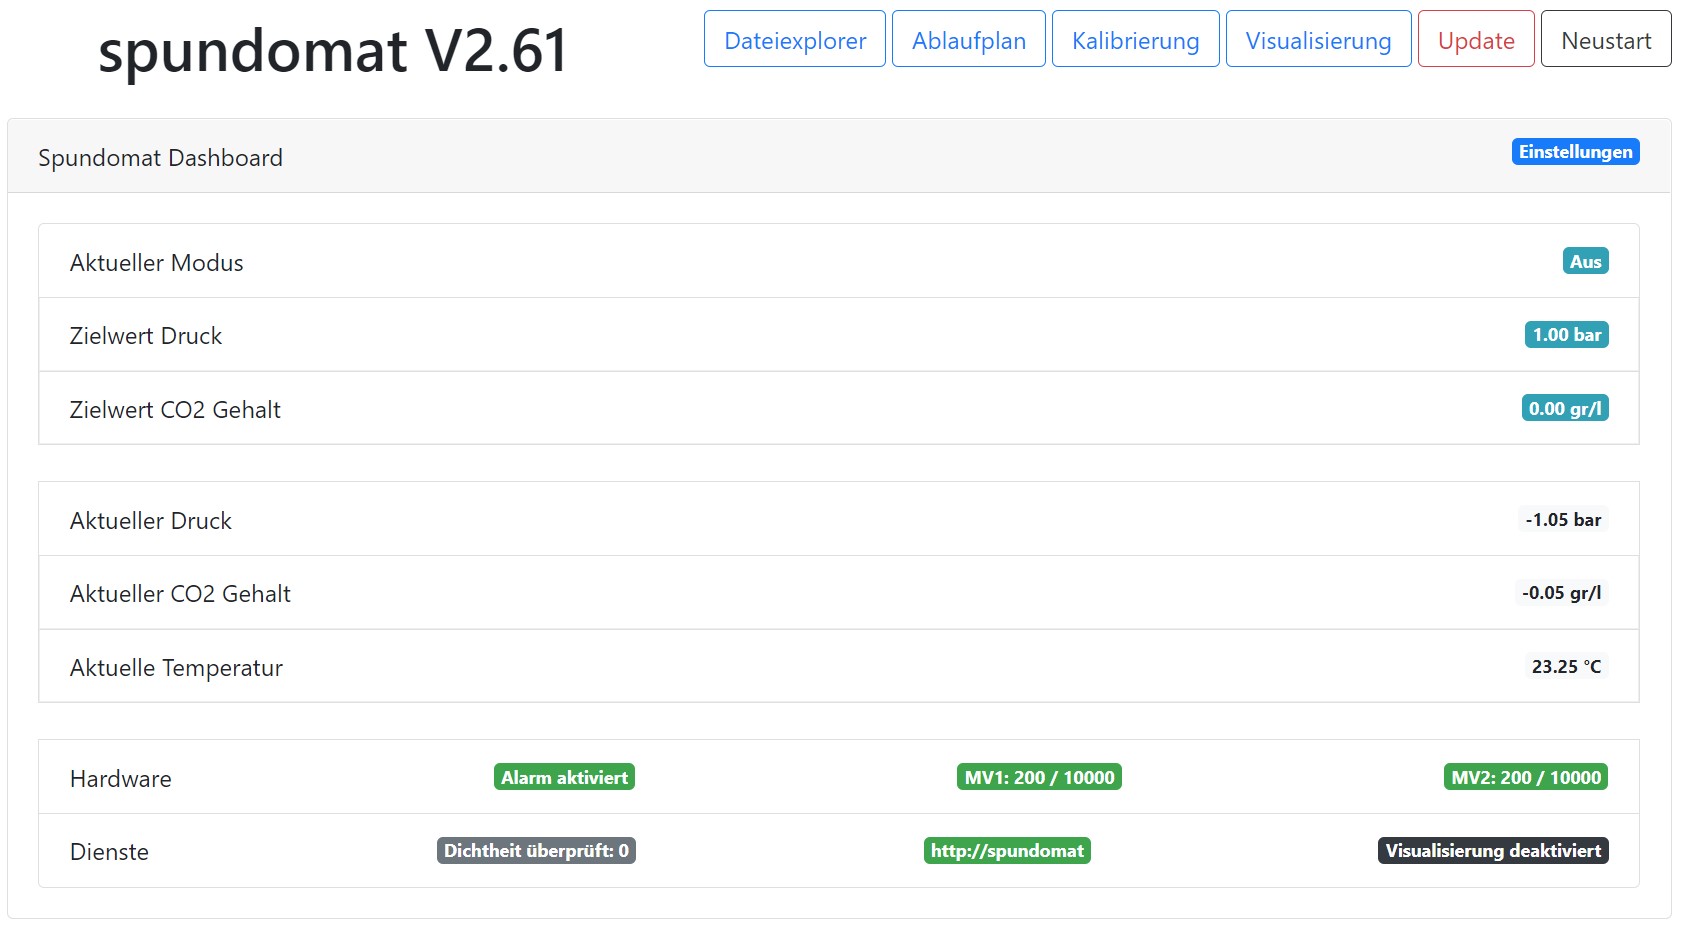 spundomat V2.61
Dateiexplorer Ablaufplan Kalibrierung Visualisierung Update Neustart
Spundomat Dashboard Einstellungen
Aktueller Modus Aus
Zielwert Druck 1.00 bar
Zielwert CO2 Gehalt 0.00 gr/l
Aktueller Druck -1.05 bar
Aktueller CO2 Gehalt -0.05 gr/l
Aktuelle Temperatur 23.25 °C
Hardware Alarm aktiviert MV1: 200 / 10000 MV2: 200 / 10000
Dienste Dichtheit überprüft: 0 http://spundomat Visualisierung deaktiviert